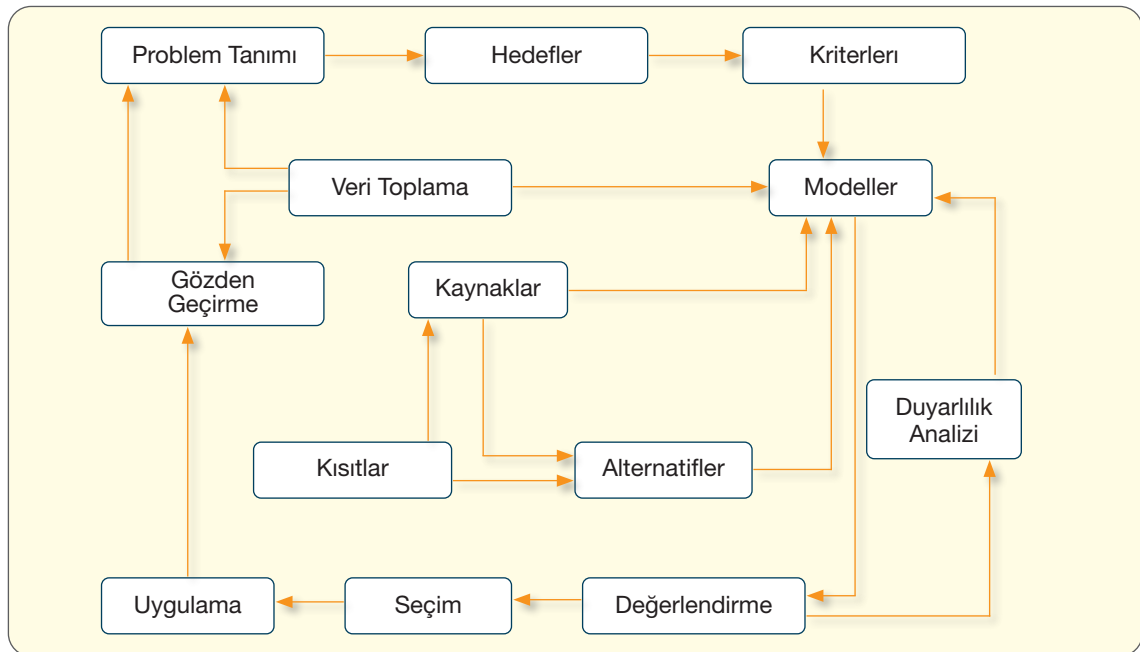 Problem Tanımı
Hedefler
Kriterlerı
Veri Toplama
Modeller
Gözden
Geçirme
Kaynaklar
Duyarlılık
Analizi
Kısıtlar
Alternatifler
Uygulama
Seçim
Değerlendirme